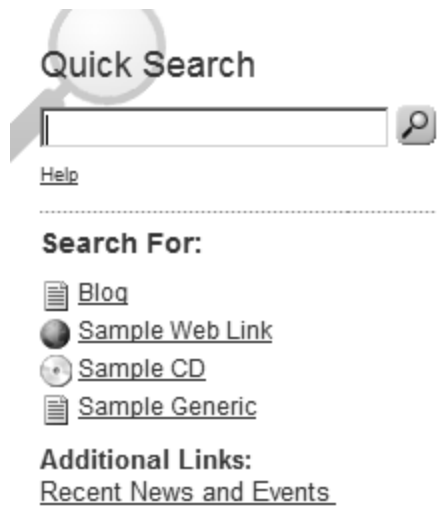 Quick Search
Help
Search For:
Blog
Sample Web Link
Sample CD
Sample Generic
Additional Links:
Recent News and Events